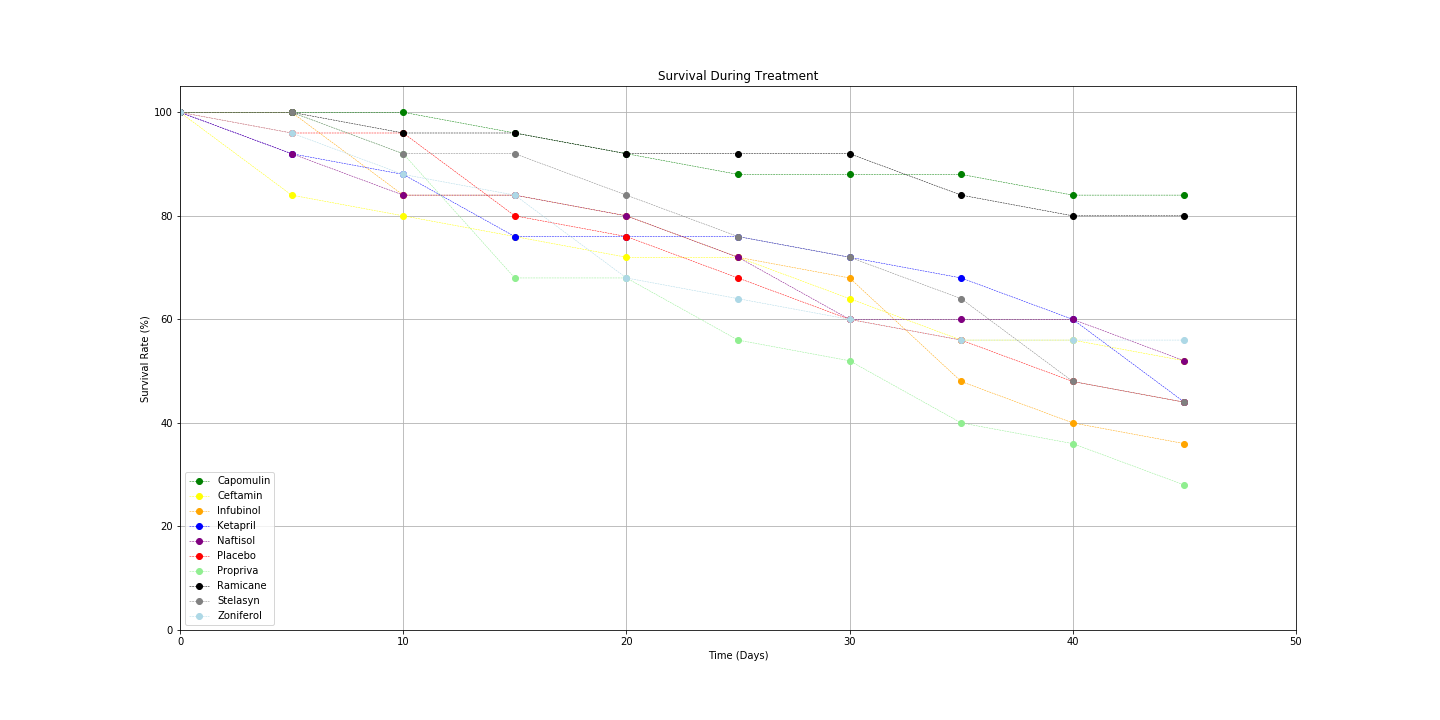 Survival During Treatment
Survival Rate (%)
100
80
60
40
20
0
Capomulin
Ceftamin
Infubinol
Ketapril
Naftisol
Placebo
Propriva
Ramicane
Stelasyn
Zoniferol
0 10 20 30 40 50
Time (Days)